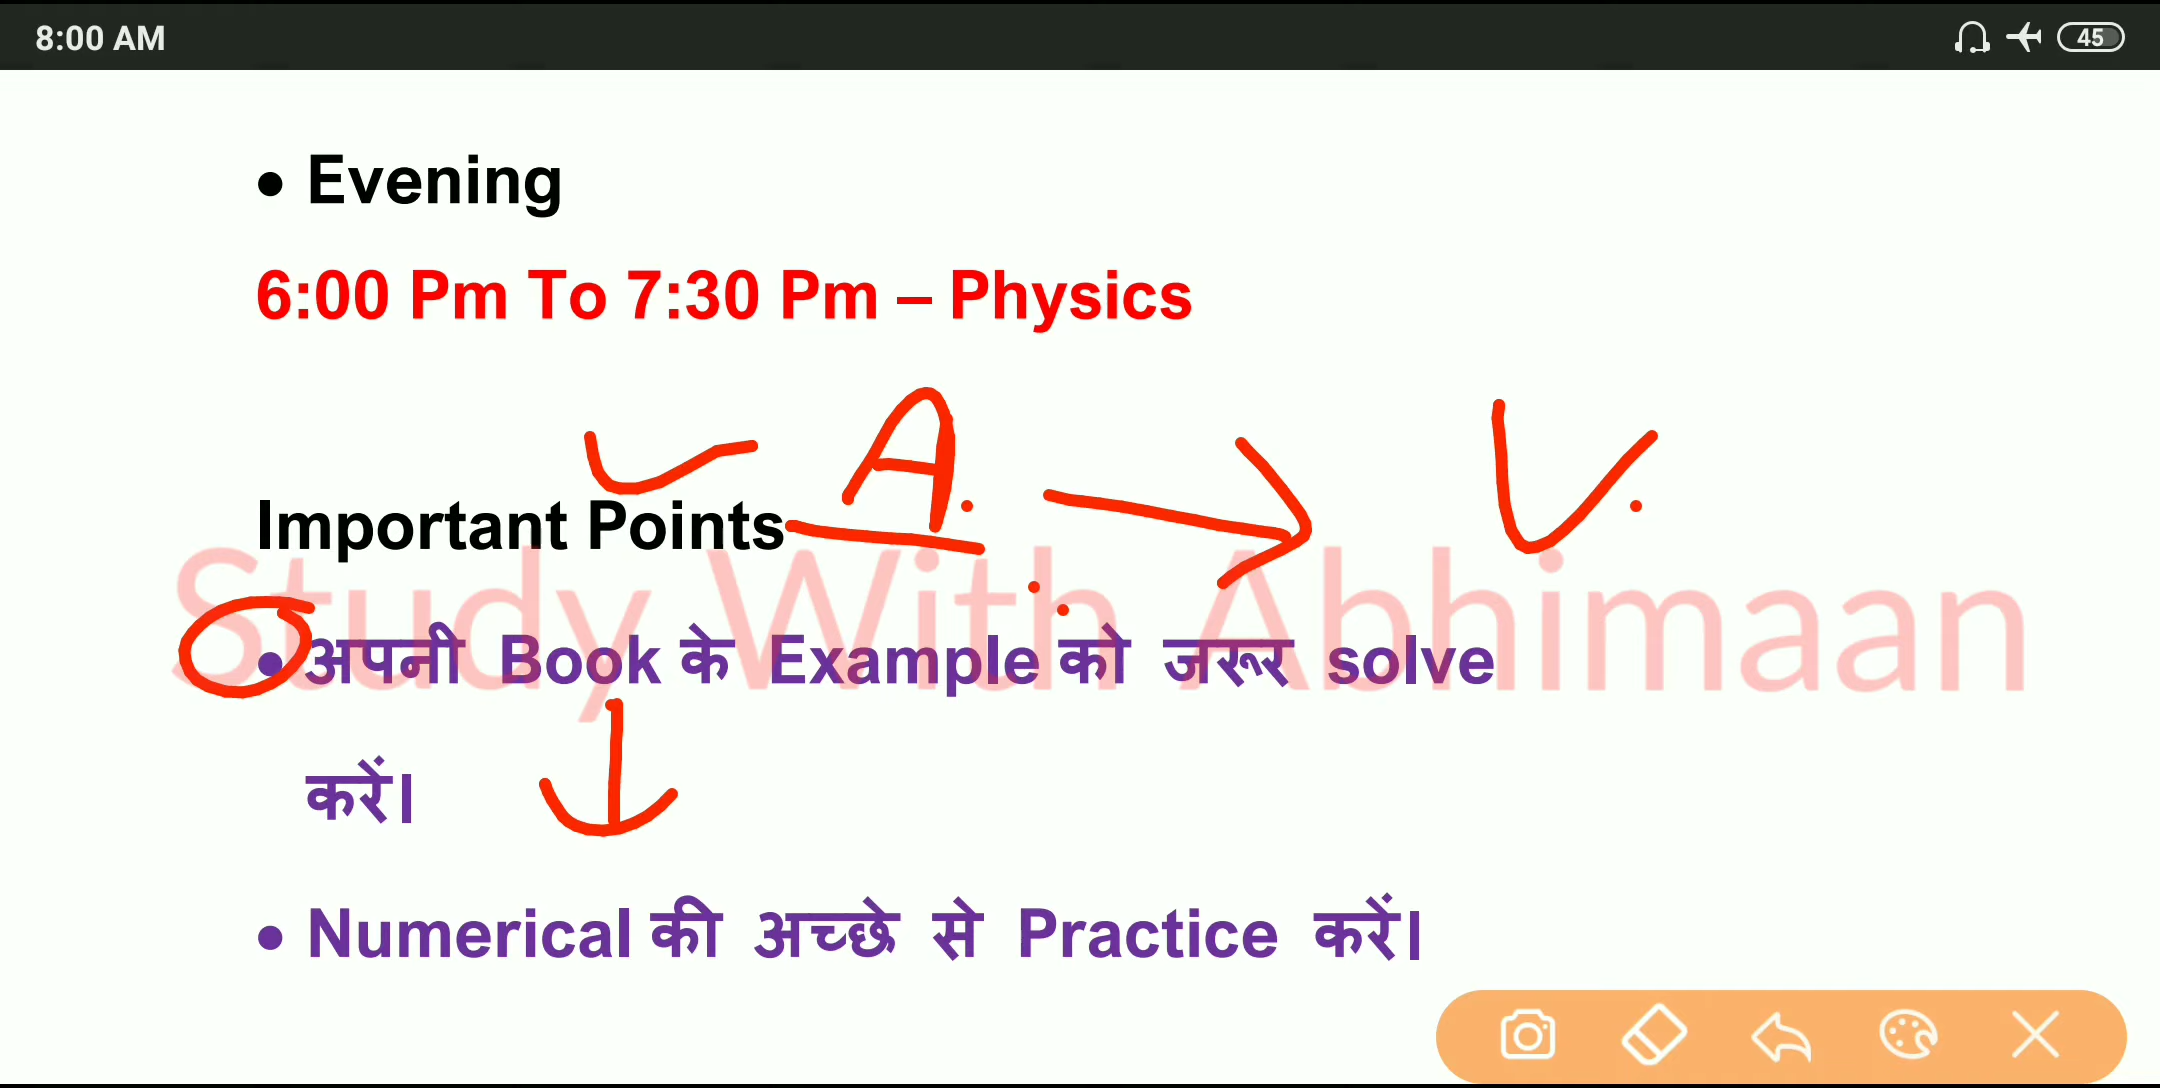 8:00 AM
45
• Evening
6:00 Pm To 7:30 Pm – Physics
A. V.
Important Points
Study With Abhimaan
• अपनी Book के Example को जरूर solve
करें।
• Numerical की अच्छे से Practice करें।